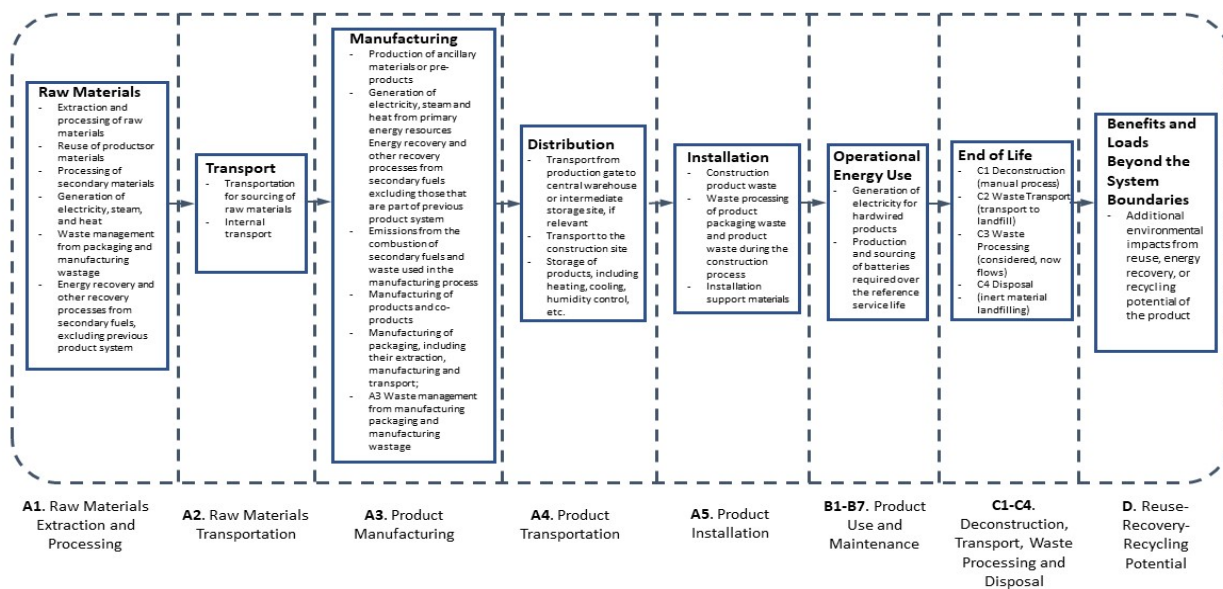 Raw Materials
- Extraction and
processing of raw
materials
- Reuse of productsor
materials
- Processing of
secondary materials
- Generation of
electricity, steam,
and heat
- Waste management
from packaging and
manufacturing
wastage
- Energy recovery and
other recovery
processes from
secondary fuels,
excluding previous
product system
Transport
- Transportation
for sourcing of
raw materials
- Internal
transport
Manufacturing
- Production of ancillary
materials or pre-
products
- Generation of
electricity, steam and
heat from primary
energy resources
Energy recovery and
other recovery
processes from
secondary fuels
excluding those that
are part of previous
product system
- Emissions from the
combustion of
secondary fuels and
waste used in the
manufacturing process
- Manufacturing of
products and co-
products
- Manufacturing of
packaging, including
their extraction,
manufacturing and
transport;
- A3 Waste management
from manufacturing
packaging and
manufacturing
wastage
Distribution
- Transport from
production gate to
central warehouse
or intermediate
storage site, if
relevant
- Transport to the
construction site
- Storage of
products, including
heating, cooling,
humidity control,
etc.
Installation
- Construction
product waste
- Waste processing
of product
packaging waste
and product waste
during the
construction
process
- Installation
support materials
Operational
Energy Use
- Generation of
electricity for
hardwired
products
- Production
and sourcing
of batteries
required over
the reference
service life
End of Life
- C1 Deconstruction
(manual process)
- C2 Waste Transport
(transport to
landfill)
- C3 Waste
Processing
(considered, now
flows)
- C4 Disposal
- (inert material
landfilling)
Benefits and
Loads
Beyond the
System
Boundaries
- Additional
environmental
impacts from
reuse, energy
recovery, or
recycling
potential of
the product
A1. Raw Materials
Extraction and
Processing
A2. Raw Materials
Transportation
A3. Product
Manufacturing
A4. Product
Transportation
A5. Product
Installation
B1-B7. Product
Use and
Maintenance
C1-C4.
Deconstruction,
Transport, Waste
Processing and
Disposal
D. Reuse-
Recovery-
Recycling
Potential